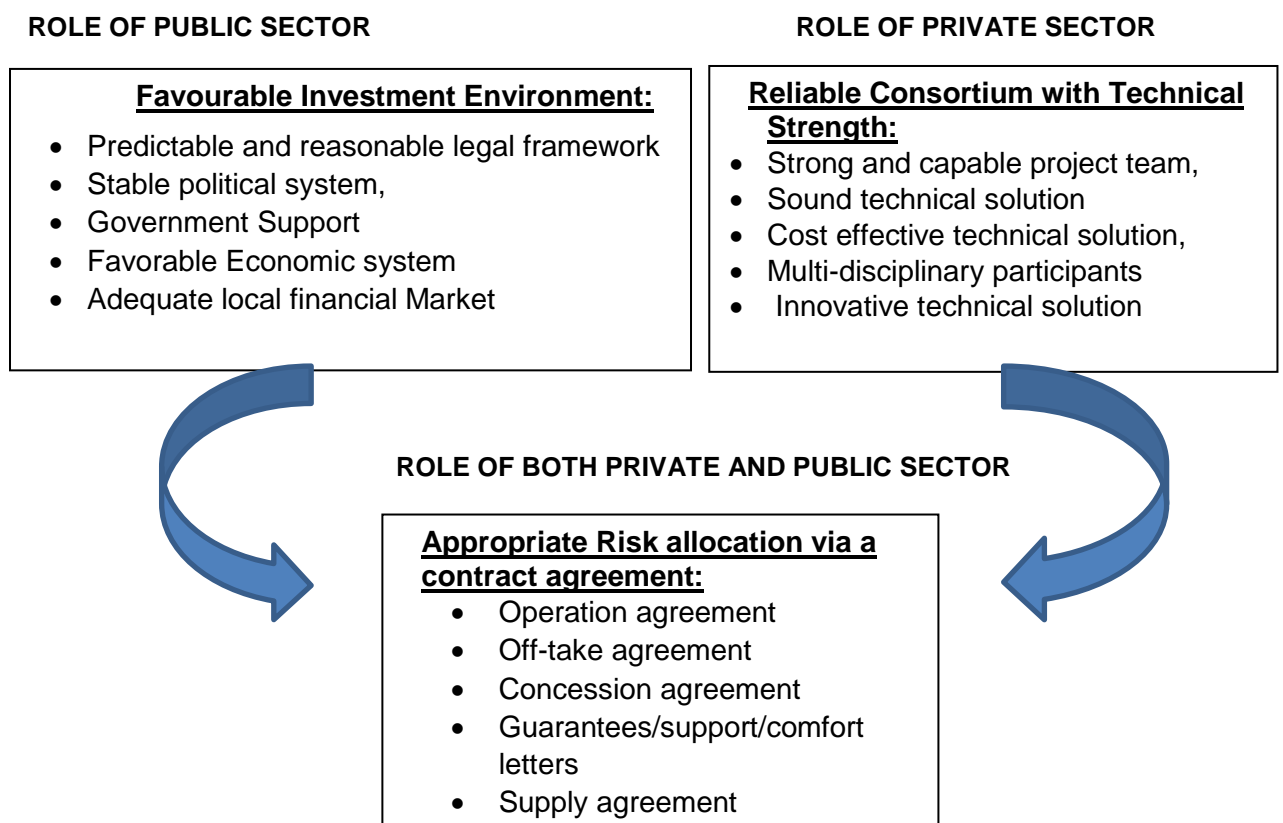 ROLE OF PUBLIC SECTOR
ROLE OF PRIVATE SECTOR
Favourable Investment Environment:
• Predictable and reasonable legal framework
• Stable political system,
• Government Support
• Favorable Economic system
• Adequate local financial Market
Reliable Consortium with Technical
Strength:
• Strong and capable project team,
• Sound technical solution
• Cost effective technical solution,
• Multi-disciplinary participants
• Innovative technical solution
ROLE OF BOTH PRIVATE AND PUBLIC SECTOR
Appropriate Risk allocation via a
contract agreement:
• Operation agreement
• Off-take agreement
• Concession agreement
• Guarantees/support/comfort
letters
• Supply agreement